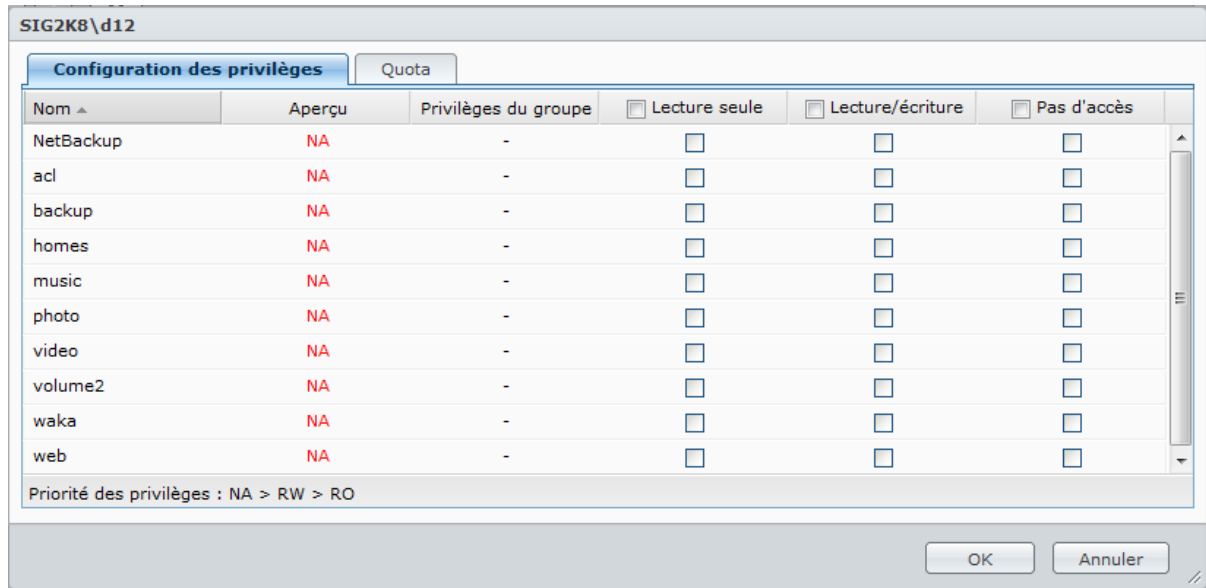 SIG2K8\d12
Configuration des privilèges Quota
Nom Aperçu Privilèges du groupe Lecture seule Lecture/écriture Pas d'accès
NetBackup NA -
acl NA -
backup NA -
homes NA -
music NA -
photo NA -
video NA -
volume2 NA -
waka NA -
web NA -
Priorité des privilèges : NA > RW > RO
OK Annuler